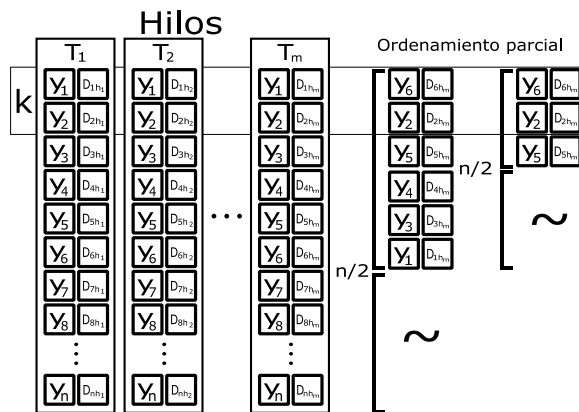 Hilos
T1 T2 Tm Ordenamiento parcial
k
y1 D1h1 y1 D1h2 y1 D1hm y6 D6hm y6 D6hm
y2 D2h1 y2 D2h2 y2 D2hm y2 D2hm y2 D2hm
y3 D3h1 y3 D3h2 y3 D3hm y5 D5hm y5 D5hm
n/2
y4 D4h1 y4 D4h2 y4 D4hm y4 D4hm
y5 D5h1 y5 D5h2 ... y5 D5hm y3 D3hm ~
y6 D6h1 y6 D6h2 y6 D6hm y1 D1hm
n/2
y7 D7h1 y7 D7h2 y7 D7hm
y8 D8h1 y8 D8h2 y8 D8hm ~
⋮ ⋮ ⋮ ⋮ ⋮ ⋮
yn Dnh1 yn Dnh2 yn Dnhm